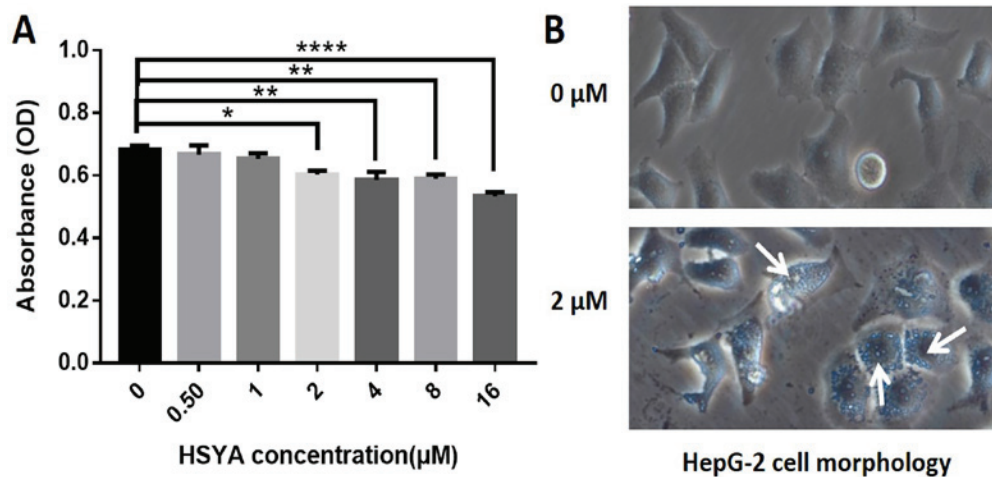 A
B
Absorbance (OD)
1.0
0.8
0.6
0.4
0.2
0.0
****
**
**
*
0
0.50
1
2
4
8
16
HSYA concentration(µM)
0 µM
2 µM
HepG-2 cell morphology